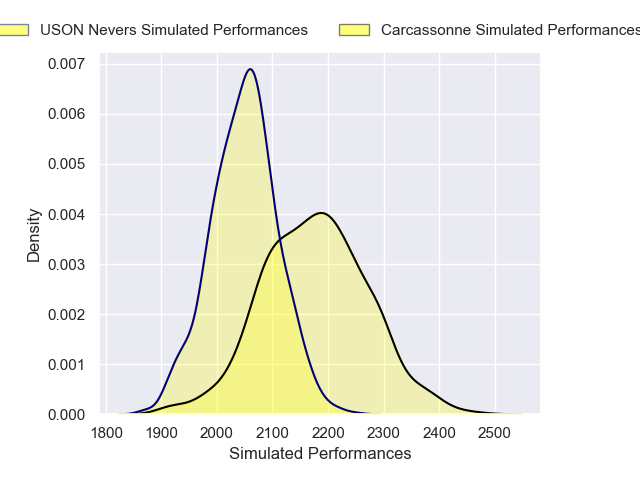 USON Nevers Simulated Performances Carcassonne Simulated Performances
0.007
0.006
0.005
0.004
0.003
0.002
0.001
0.000
Density
1800 1900 2000 2100 2200 2300 2400 2500
Simulated Performances